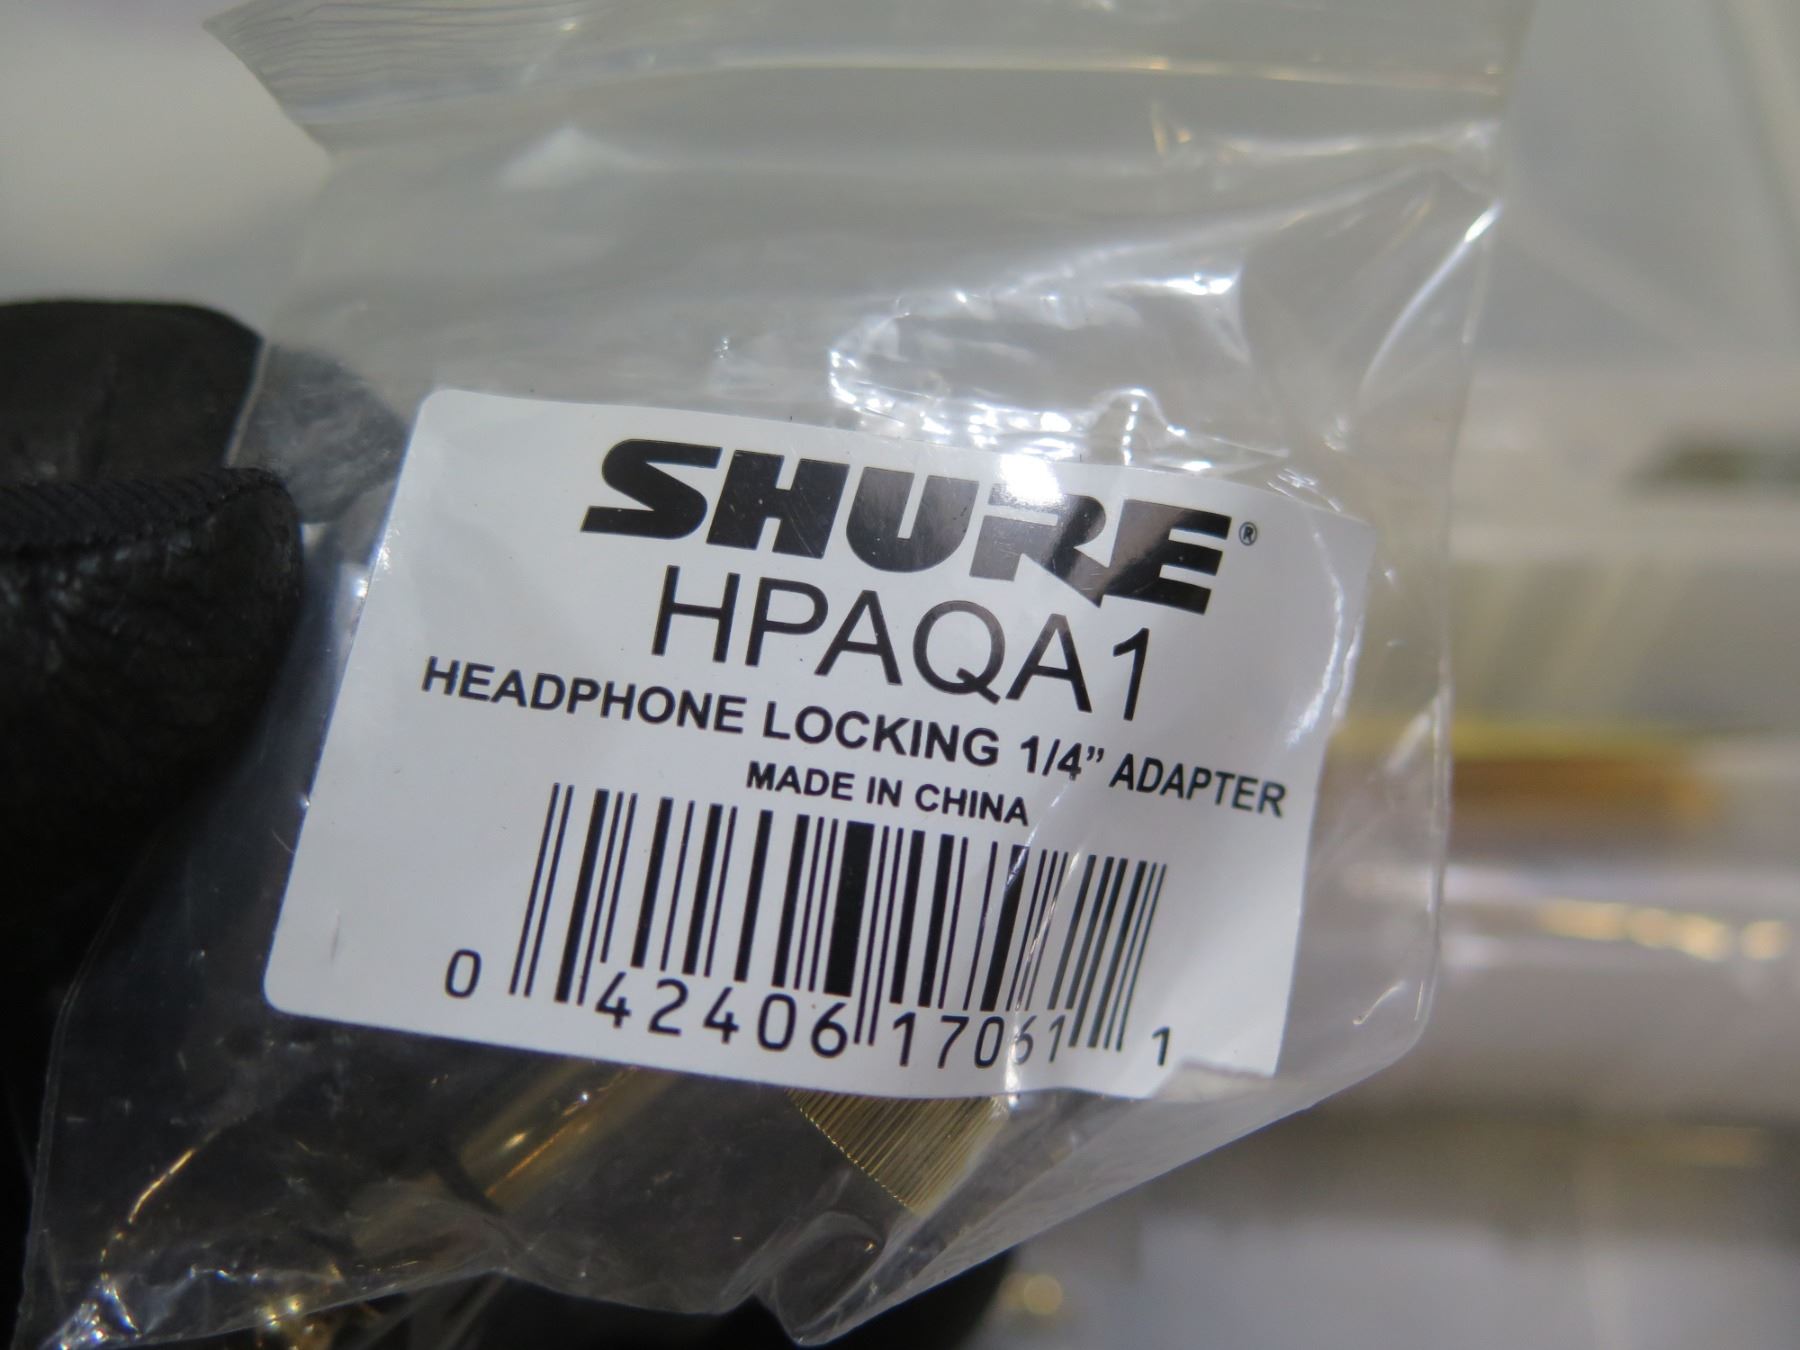 SHURE®
HPAQA1
HEADPHONE LOCKING 1/4” ADAPTER
MADE IN CHINA
0 42406 17061 1